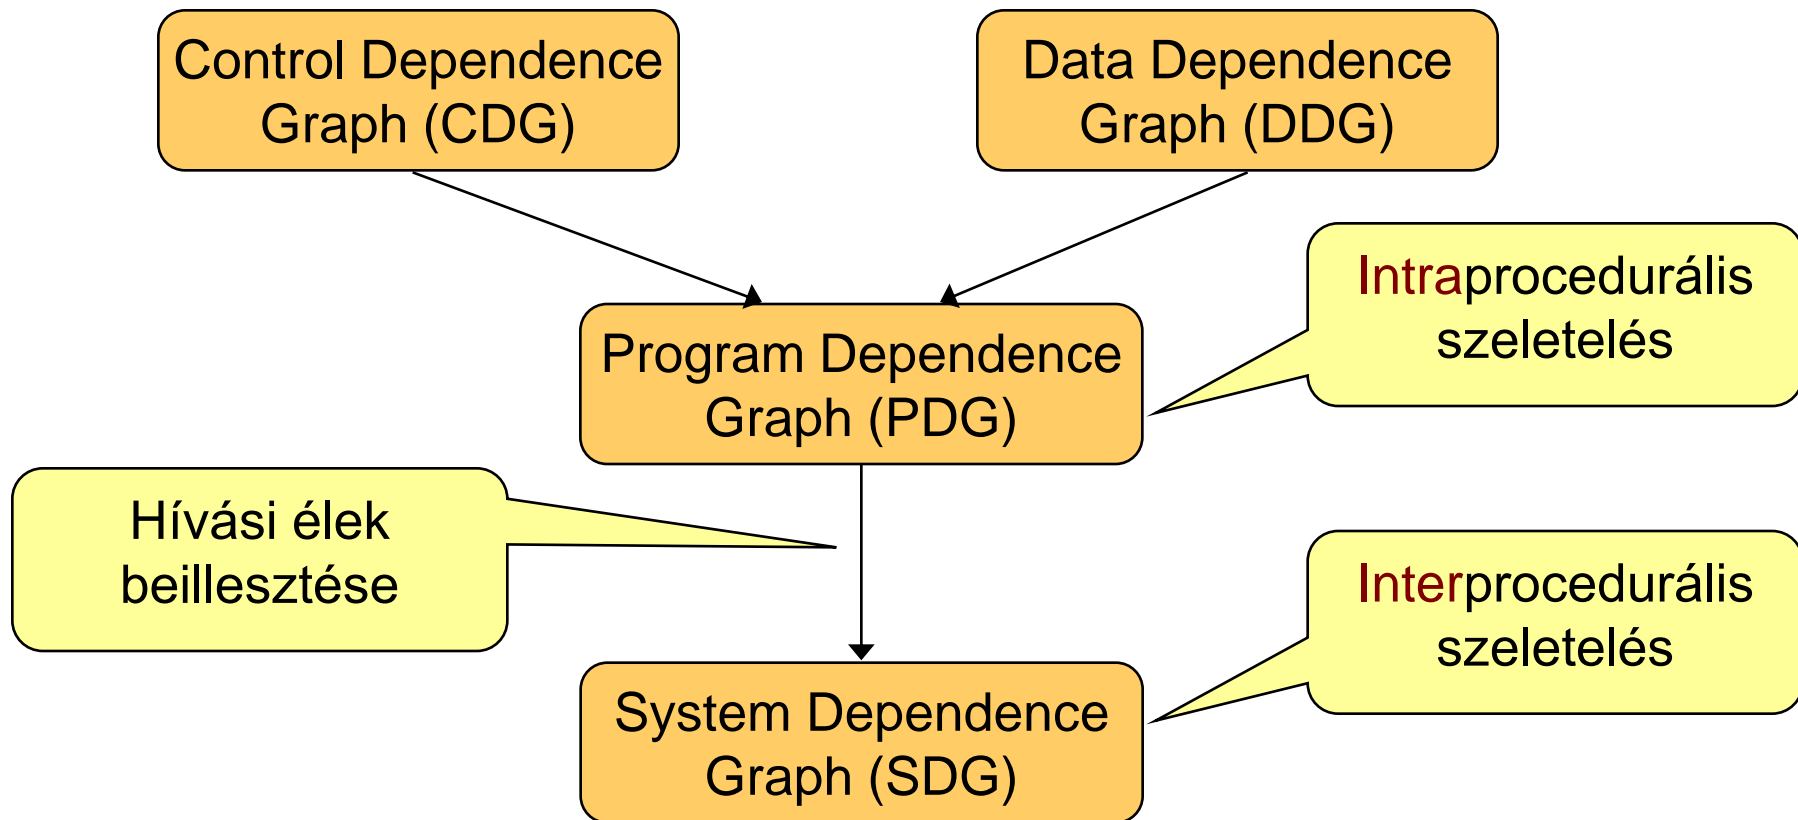 Control Dependence
Graph (CDG)
Data Dependence
Graph (DDG)
Intraprocedurális
szeletelés
Program Dependence
Graph (PDG)
Hívási élek
beillesztése
Interprocedurális
szeletelés
System Dependence
Graph (SDG)